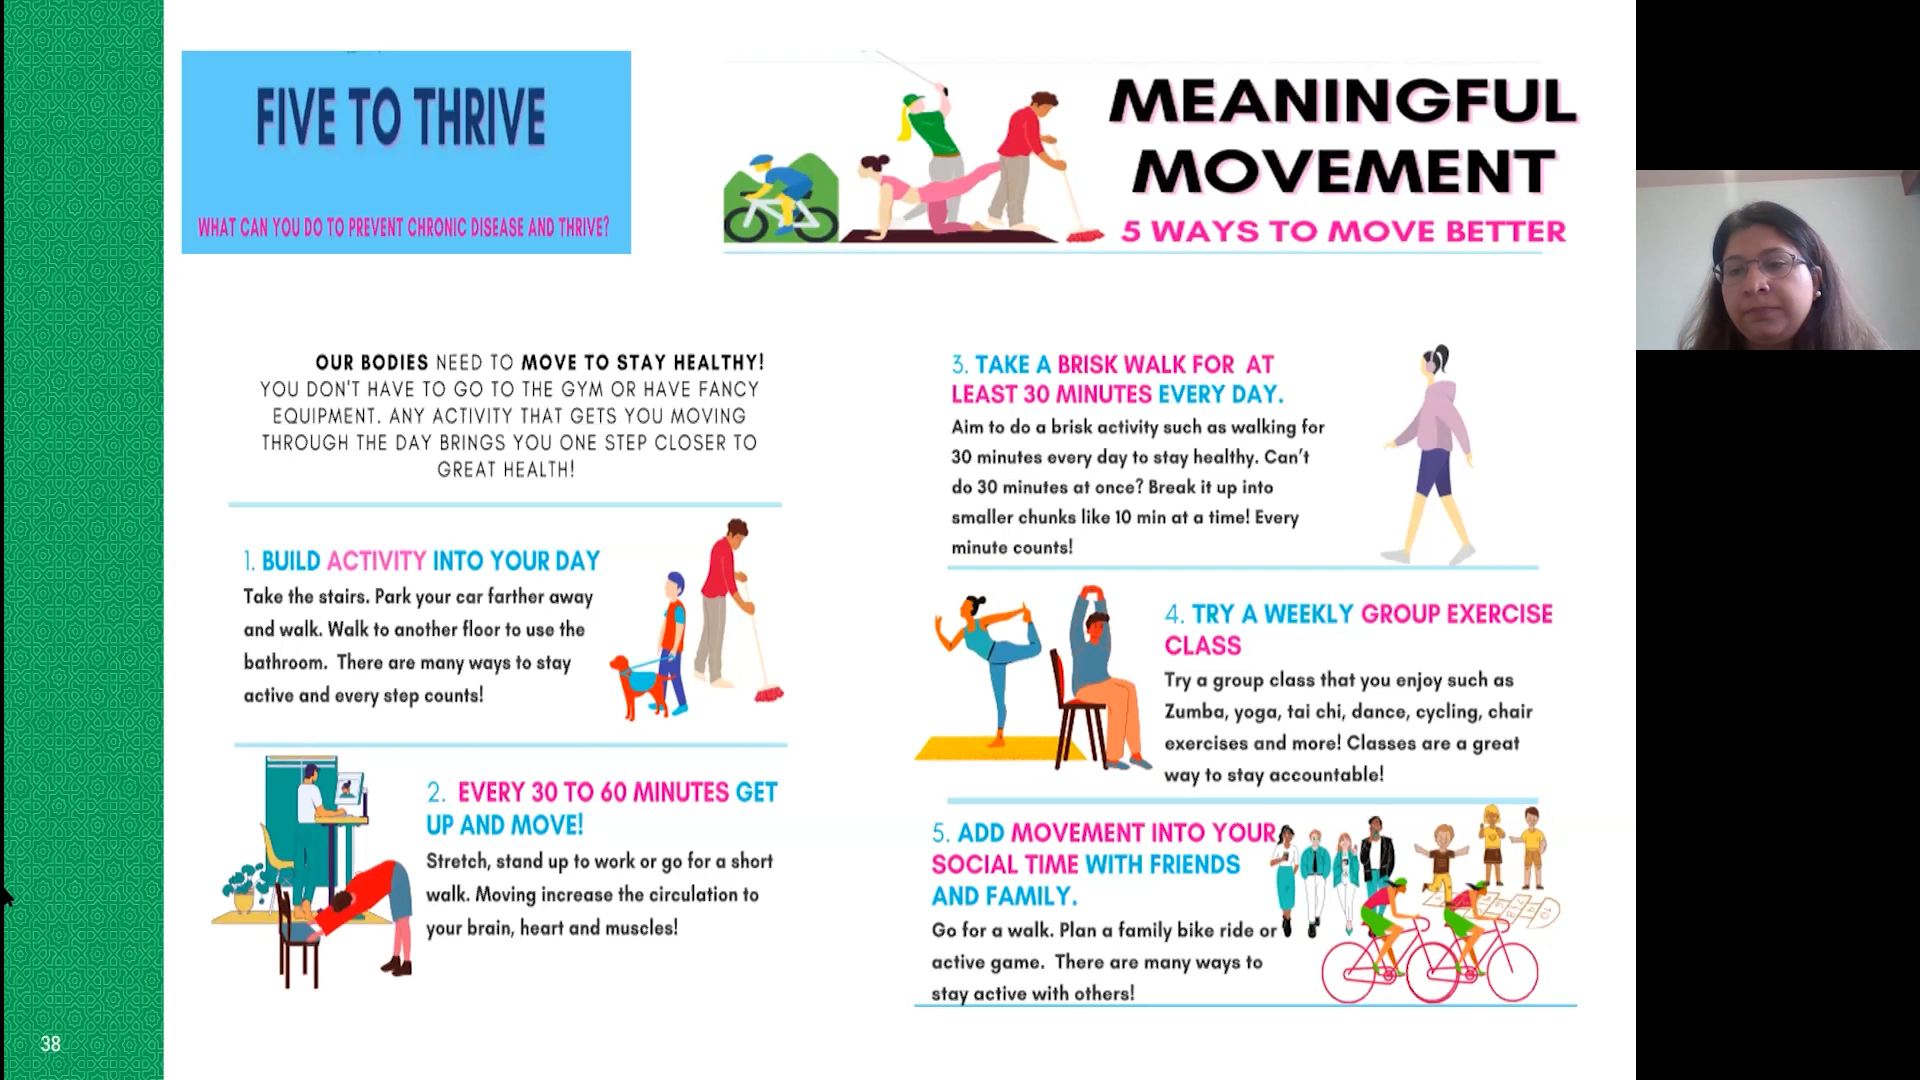 FIVE TO THRIVE
WHAT CAN YOU DO TO PREVENT CHRONIC DISEASE AND THRIVE?
MEANINGFUL
MOVEMENT
5 WAYS TO MOVE BETTER
OUR BODIES NEED TO MOVE TO STAY HEALTHY!
YOU DON'T HAVE TO GO TO THE GYM OR HAVE FANCY
EQUIPMENT. ANY ACTIVITY THAT GETS YOU MOVING
THROUGH THE DAY BRINGS YOU ONE STEP CLOSER TO
GREAT HEALTH!
1. BUILD ACTIVITY INTO YOUR DAY
Take the stairs. Park your car farther away
and walk. Walk to another floor to use the
bathroom. There are many ways to stay
active and every step counts!
2. EVERY 30 TO 60 MINUTES GET
UP AND MOVE!
Stretch, stand up to work or go for a short
walk. Moving increase the circulation to
your brain, heart and muscles!
3. TAKE A BRISK WALK FOR AT
LEAST 30 MINUTES EVERY DAY.
Aim to do a brisk activity such as walking for
30 minutes every day to stay healthy. Can't
do 30 minutes at once? Break it up into
smaller chunks like 10 min at a time! Every
minute counts!
4. TRY A WEEKLY GROUP EXERCISE
CLASS
Try a group class that you enjoy such as
Zumba, yoga, tai chi, dance, cycling, chair
exercises and more! Classes are a great
way to stay accountable!
5. ADD MOVEMENT INTO YOUR
SOCIAL TIME WITH FRIENDS
AND FAMILY.
Go for a walk. Plan a family bike ride or
active game. There are many ways to
stay active with others!
38